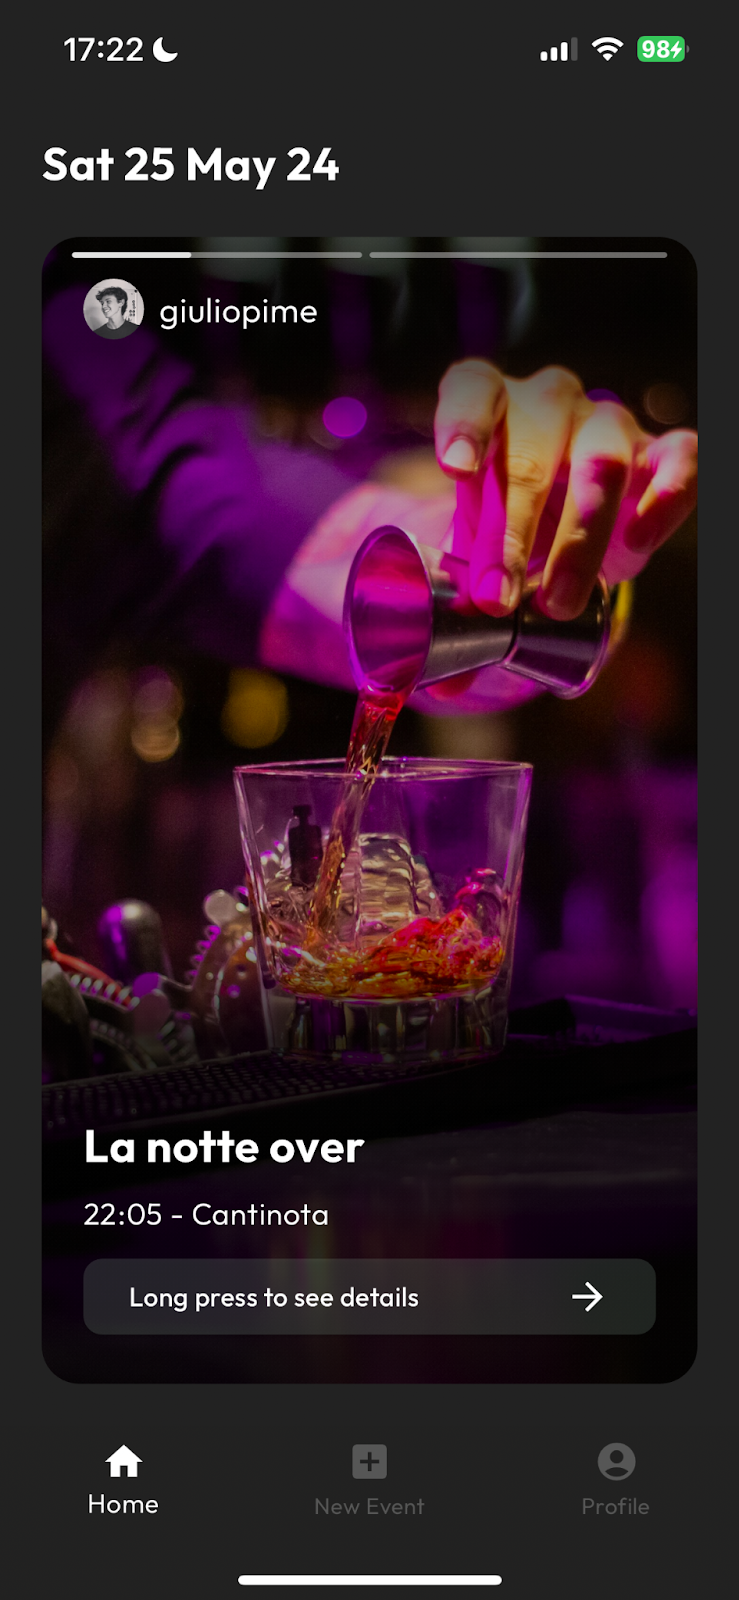 17:22
98
Sat 25 May 24
giuliopime
La notte over
22:05 - Cantinota
Long press to see details
Home
New Event
Profile